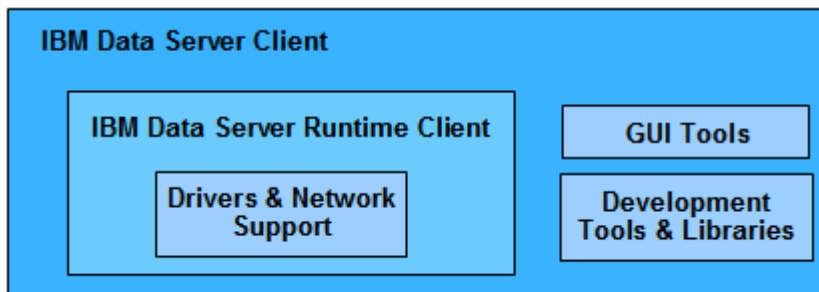 IBM Data Server Client
IBM Data Server Runtime Client
Drivers & Network
Support
GUI Tools
Development
Tools & Libraries